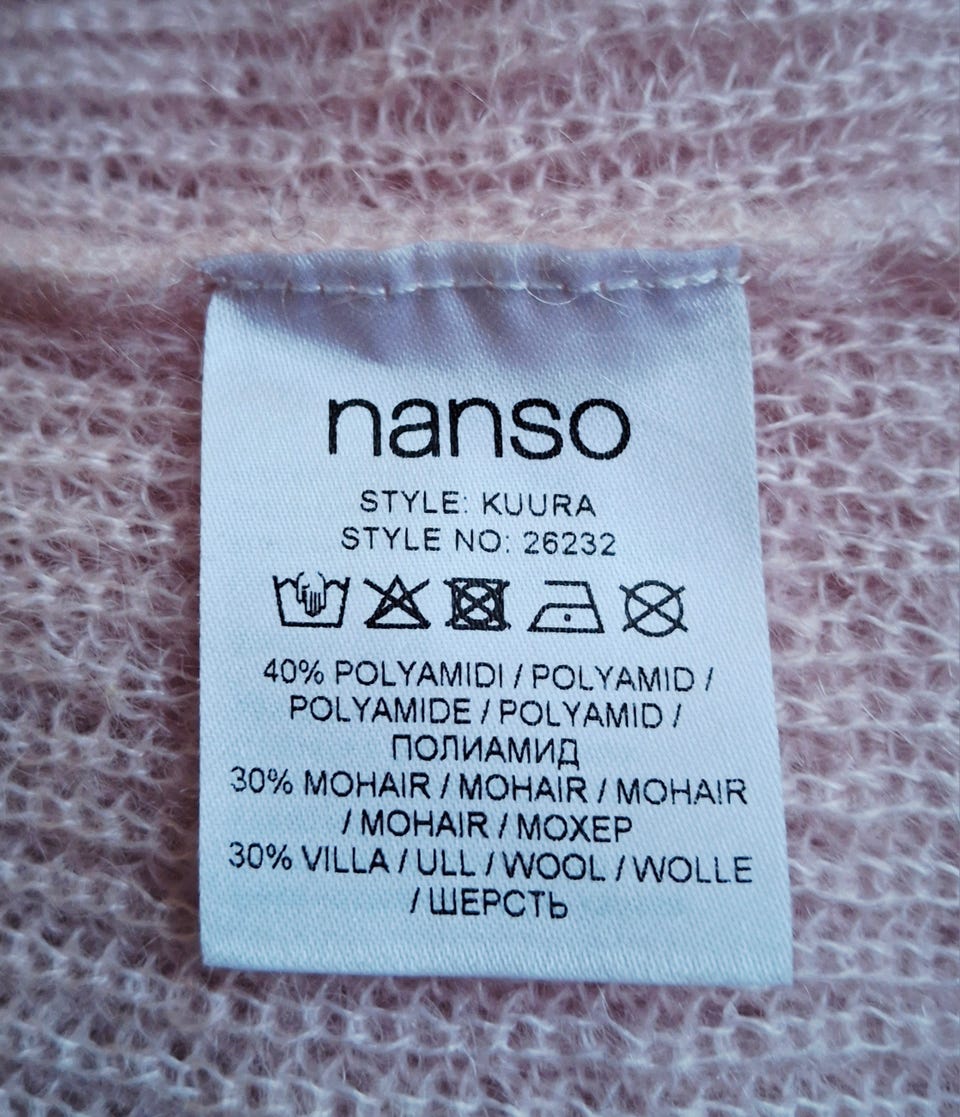 nanso
STYLE: KUURA
STYLE NO: 26232
40% POLYAMIDI / POLYAMID /
POLYAMIDE / POLYAMID /
ПОЛИАМИД
30% MOHAIR / MOHAIR / MOHAIR
/ MOHAIR / МОХЕР
30% VILLA / ULL / WOOL / WOLLE
/ ШЕРСТЬ